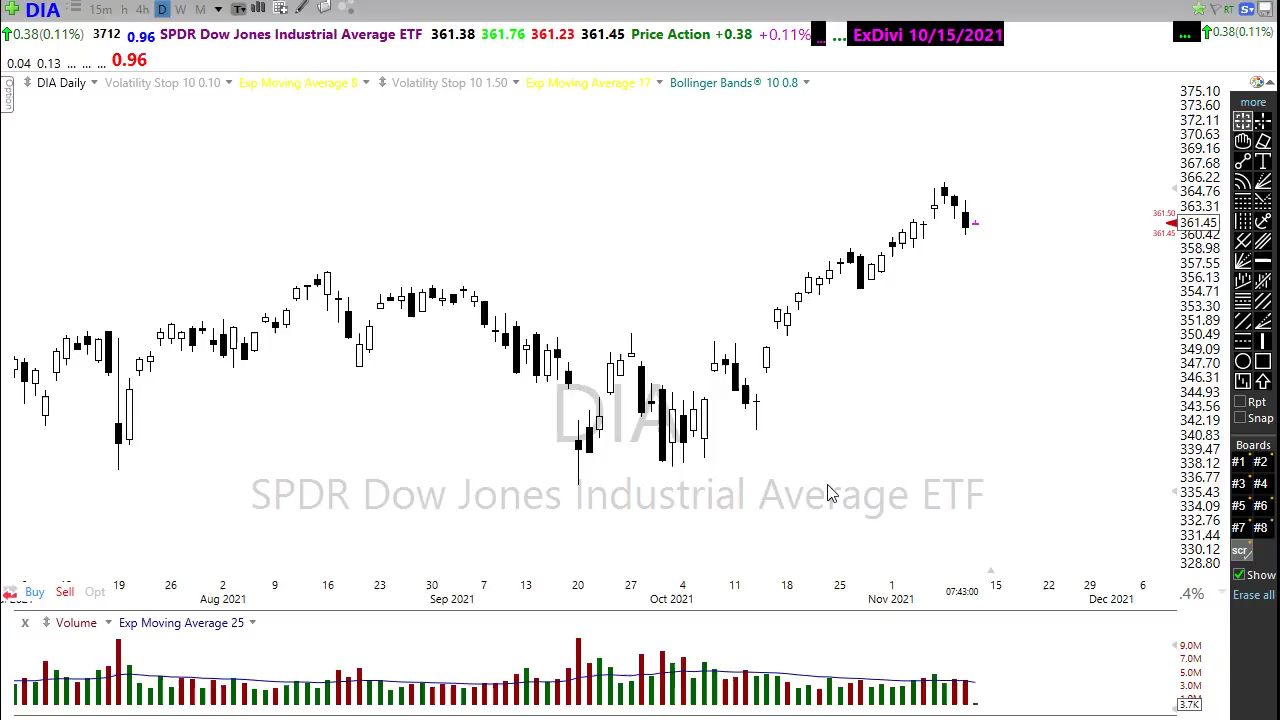 DIA 15m h 4h D W M T RT S
0.38(0.11%) 3712 0.96 SPDR Dow Jones Industrial Average ETF 361.38 361.76 361.23 361.45 Price Action +0.38 +0.11% ... ... ExDivi 10/15/2021 ... 0.38(0.11%)
0.04 0.13 ... ... ... 0.96
Option
DIA Daily Volatility Stop 10 0.10 Exp Moving Average 8 Volatility Stop 10 1.50 Exp Moving Average 17 Bollinger Bands® 10 0.8
375.10
373.60
372.11
370.63
369.16
367.68
366.22
364.76
363.31
361.50
361.45
361.45
360.42
358.98
357.55
356.13
354.71
353.30
351.89
350.49
349.09
347.70
346.31
344.93
343.56
342.19
340.83
339.47
338.12
336.77
335.43
334.09
332.76
331.44
330.12
328.80
DIA
SPDR Dow Jones Industrial Average ETF
more
Rpt
Snap
Boards
#1 #2
#3 #4
#5 #6
#7 #8
scr
Show
Erase all
19 26 2 9 16 23 30 7 13 20 27 4 11 18 25 1 07:43:00 15 22 29 6
Buy Sell Opt .4%
Aug 2021 Sep 2021 Oct 2021 Nov 2021 Dec 2021
x Volume Exp Moving Average 25
9.0M
7.0M
5.0M
3.0M
3.7K